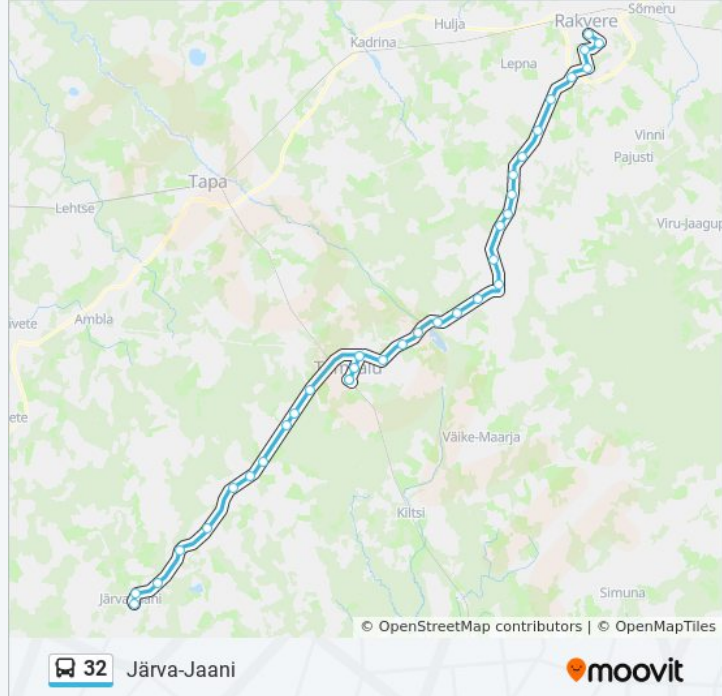 Sõmeru
Rakvere
Hulja
Kadrina
Lepna
Vinni
Pajusti
Tapa
Lehtse
Viru-Jaagup
Ambla
Väike-Maarja
Kiltsi
Simuna
© OpenStreetMap contributors | © OpenMapTiles
32 Järva-Jaani
moovit